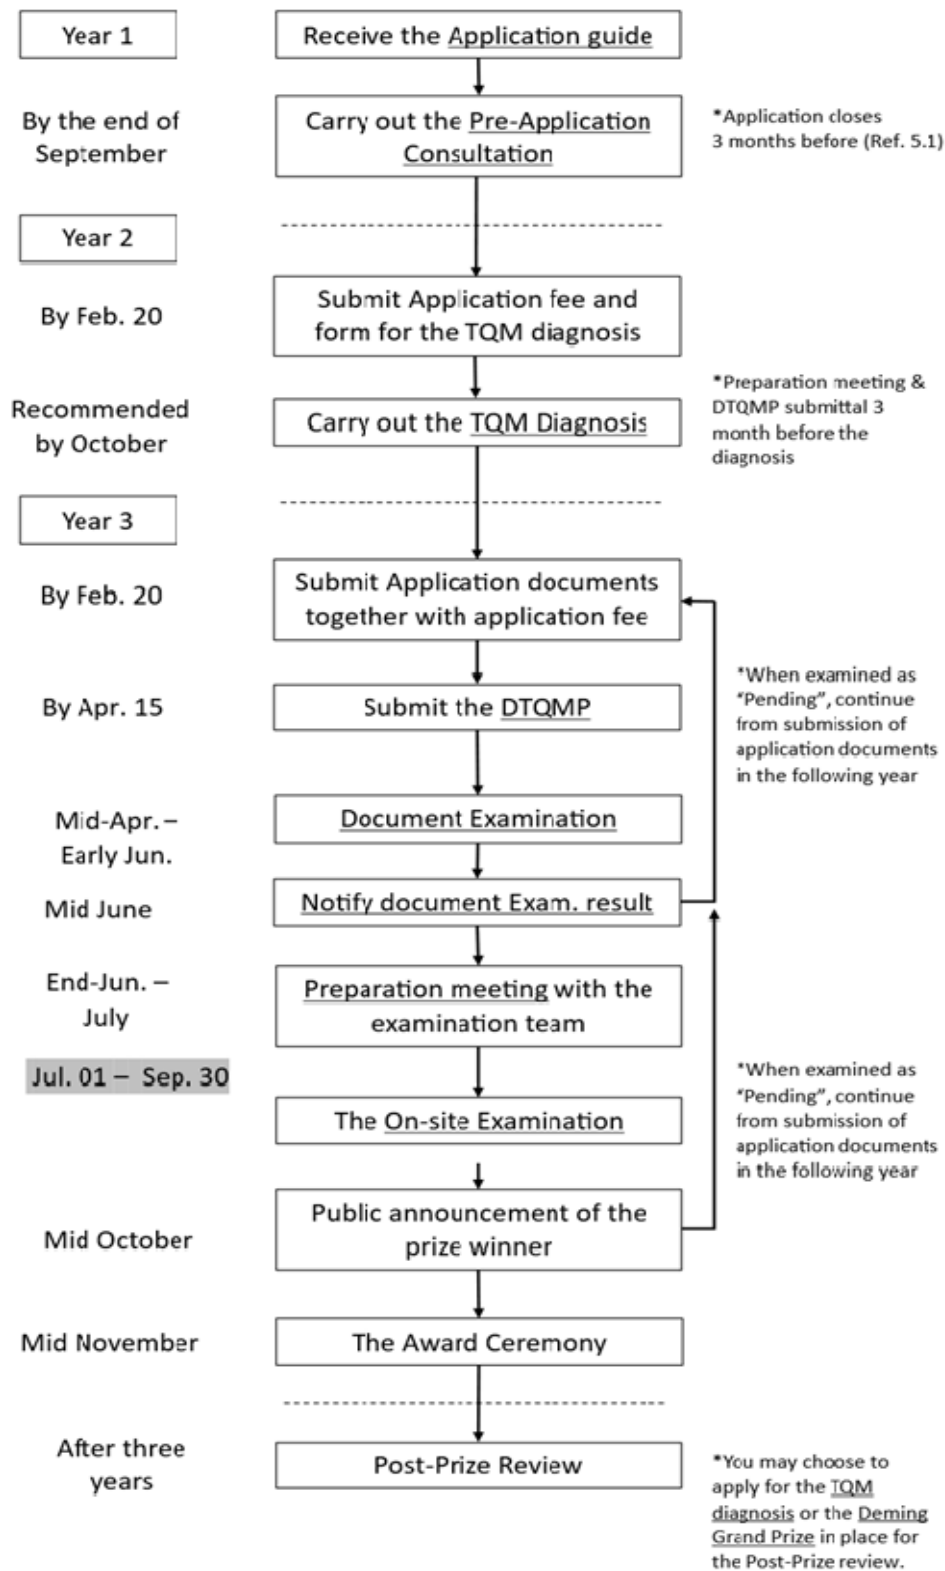 Year 1
Receive the Application guide
By the end of
September
Carry out the Pre-Application
Consultation
*Application closes
3 months before (Ref. 5.1)
Year 2
By Feb. 20
Submit Application fee and
form for the TQM diagnosis
Recommended
by October
Carry out the TQM Diagnosis
*Preparation meeting &
DTQMP submittal 3
month before the
diagnosis
Year 3
By Feb. 20
Submit Application documents
together with application fee
By Apr. 15
Submit the DTQMP
*When examined as
“Pending”, continue
from submission of
application documents
in the following year
Mid-Apr. –
Early Jun.
Document Examination
Mid June
Notify document Exam. result
End-Jun. –
July
Preparation meeting with the
examination team
Jul. 01 – Sep. 30
The On-site Examination
*When examined as
“Pending”, continue
from submission of
application documents
in the following year
Mid October
Public announcement of the
prize winner
Mid November
The Award Ceremony
After three
years
Post-Prize Review
*You may choose to
apply for the TQM
diagnosis or the Deming
Grand Prize in place for
the Post-Prize review.